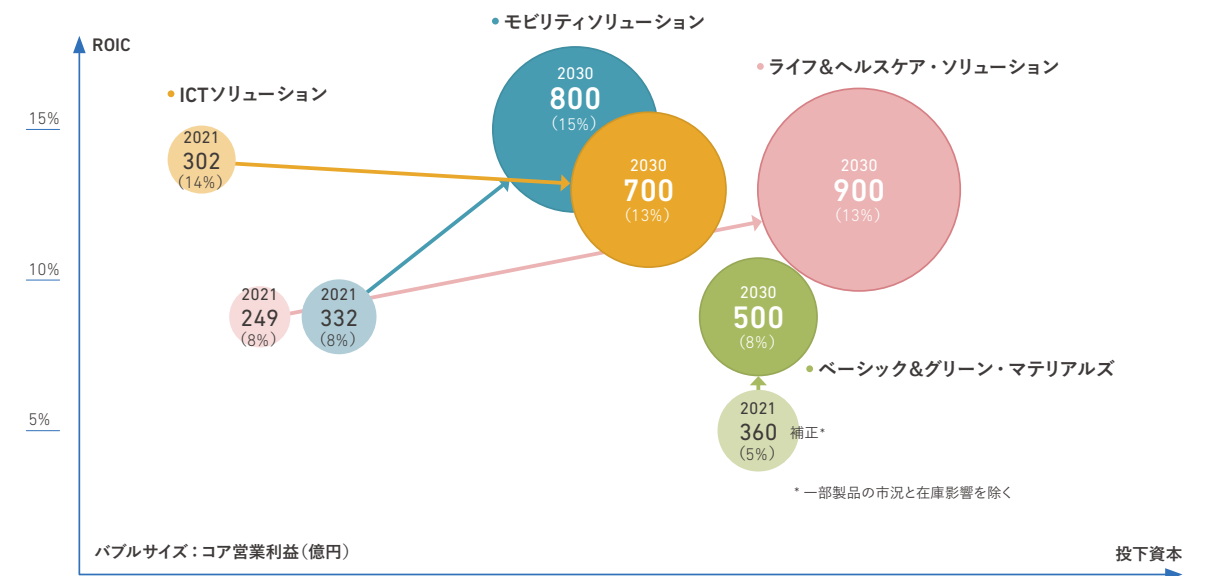 • モビリティソリューション
ROIC
• ライフ&ヘルスケア・ソリューション
• ICTソリューション
15%
2030
800
(15%)
2021
302
(14%)
2030
700
(13%)
2030
900
(13%)
10%
2021
249
(8%)
2021
332
(8%)
2030
500
(8%)
• ベーシック&グリーン・マテリアルズ
5%
2021
360 補正*
(5%)
* 一部製品の市況と在庫影響を除く
バブルサイズ:コア営業利益(億円)
投下資本